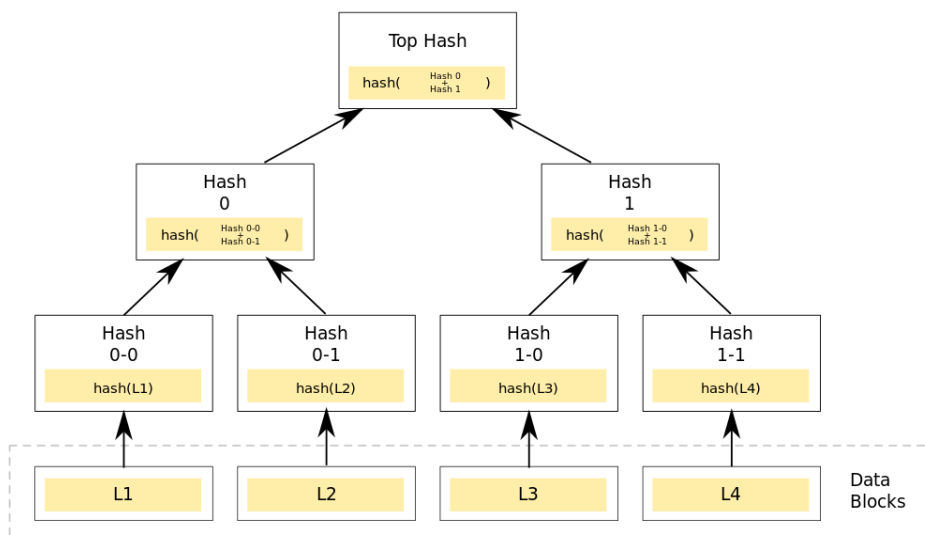 Top Hash
hash( Hash 0 + Hash 1 )
Hash
0
hash( Hash 0-0 + Hash 0-1 )
Hash
1
hash( Hash 1-0 + Hash 1-1 )
Hash
0-0
hash(L1)
Hash
0-1
hash(L2)
Hash
1-0
hash(L3)
Hash
1-1
hash(L4)
L1
L2
L3
L4
Data
Blocks